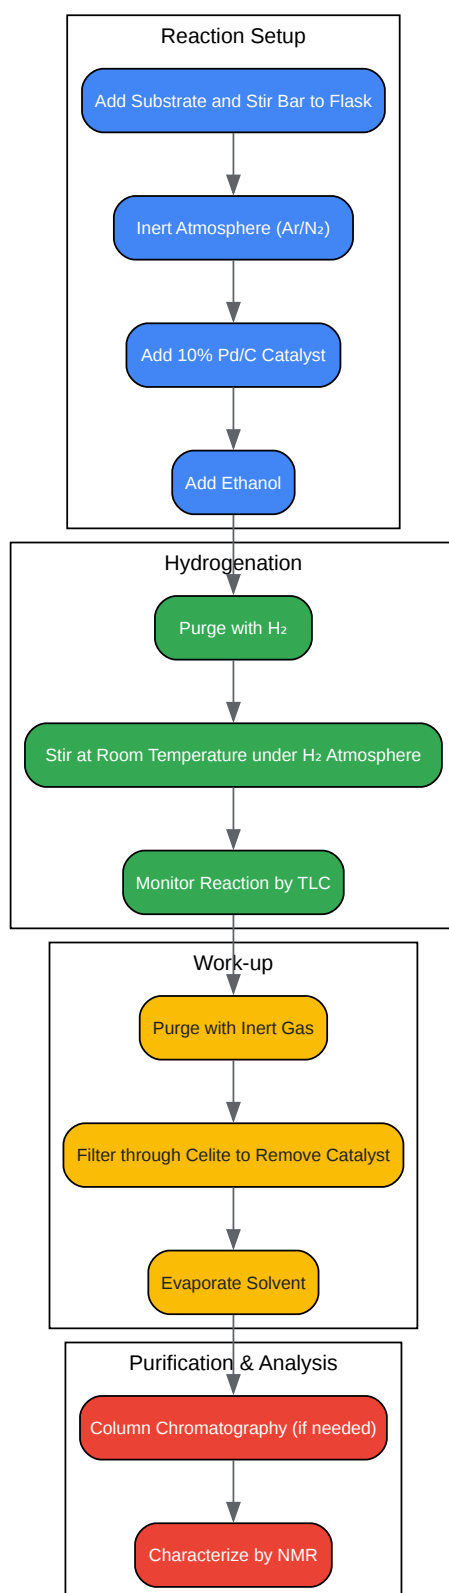 Reaction Setup
Add Substrate and Stir Bar to Flask
Inert Atmosphere (Ar/N₂)
Add 10% Pd/C Catalyst
Add Ethanol
Hydrogenation
Purge with H₂
Stir at Room Temperature under H₂ Atmosphere
Monitor Reaction by TLC
Work-up
Purge with Inert Gas
Filter through Celite to Remove Catalyst
Evaporate Solvent
Purification & Analysis
Column Chromatography (if needed)
Characterize by NMR